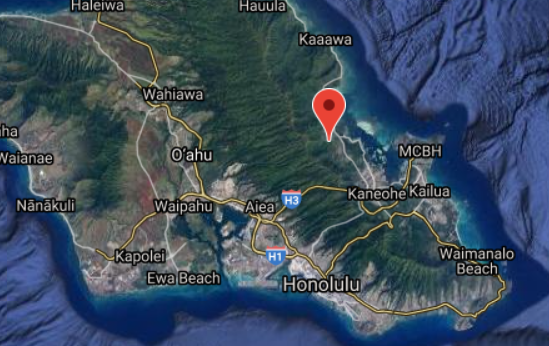 Haleiwa
Hauula
Kaaawa
Wahiawa
O'ahu
MCBH
Waianae
Nānākuli
Waipahu
Aiea
H3
Kaneohe
Kailua
Kapolei
Ewa Beach
H1
Honolulu
Waimanalo
Beach